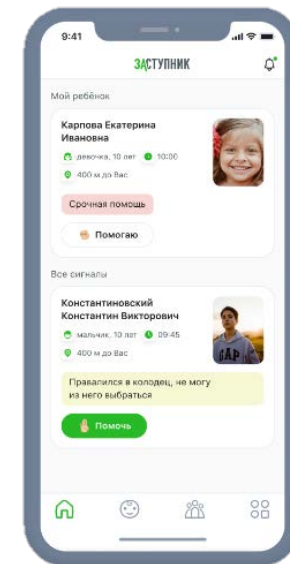 9:41
ЗАСТУПНИК
Мой ребёнок
Карпова Екатерина
Ивановна
девочка, 10 лет 10:00
400 м до Вас
Срочная помощь
Помогаю
Все сигналы
Константиновский
Константин Викторович
мальчик, 10 лет 09:45
400 м до Вас
GAP
Правалился в колодец, не могу
из него выбраться
Помочь